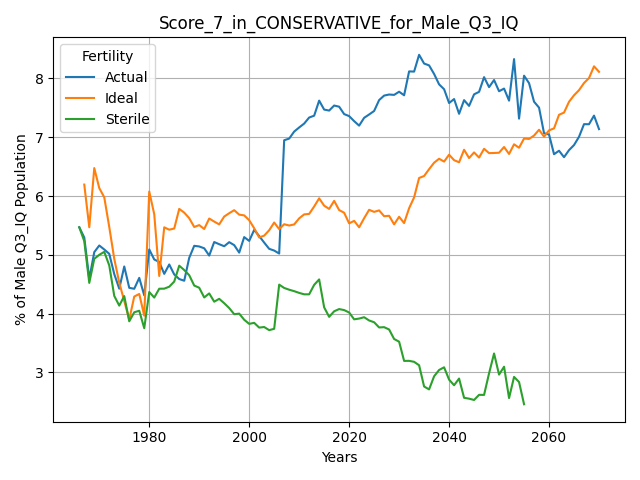 Score_7_in_CONSERVATIVE_for_Male_Q3_IQ
Fertility
Actual
Ideal
Sterile
% of Male Q3_IQ Population
8
7
6
5
4
3
1980
2000
2020
2040
2060
Years